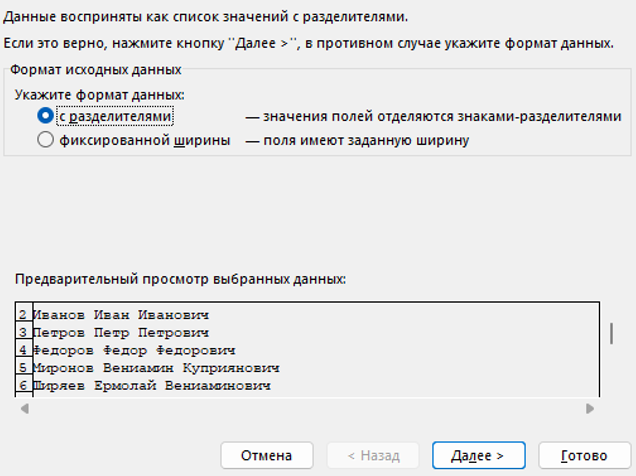 Данные восприняты как список значений с разделителями.
Если это верно, нажмите кнопку "Далее >", в противном случае укажите формат данных.
Формат исходных данных
Укажите формат данных:
с разделителями — значения полей отделяются знаками-разделителями
фиксированной ширины — поля имеют заданную ширину
Предварительный просмотр выбранных данных:
2 Иванов Иван Иванович
3 Петров Петр Петрович
4 Федоров Федор Федорович
5 Миронов Вениамин Куприянович
6 Ширяев Ермолай Вениаминович
Отмена < Назад Далее > Готово